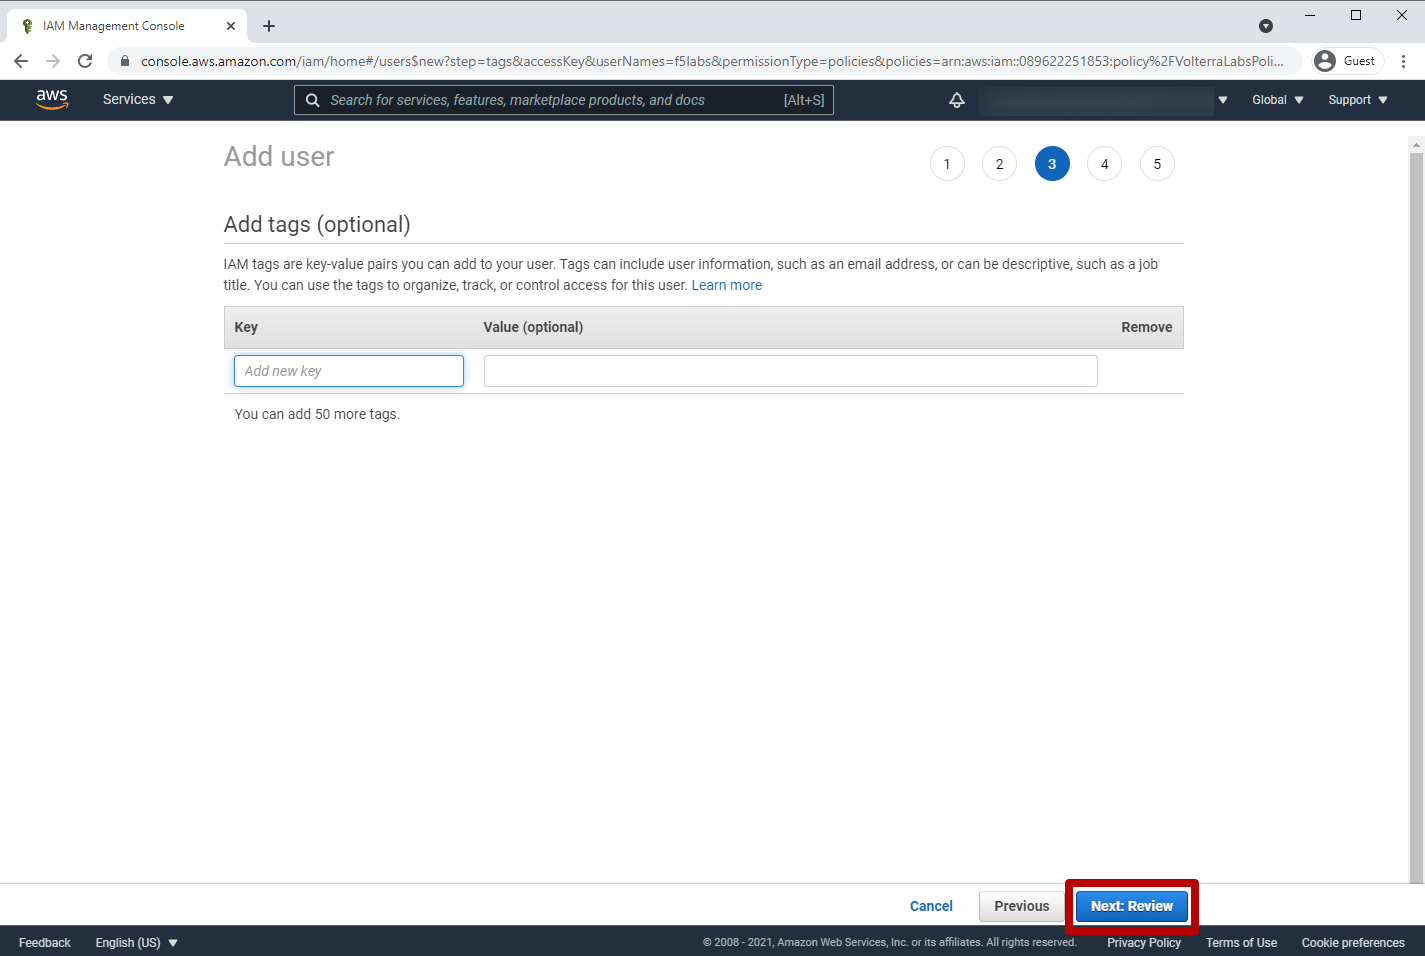 IAM Management Console
console.aws.amazon.com/iam/home#/users$new?step=tags&accessKey&userNames=f5labs&permissionType=policies&policies=arn:aws:iam::089622251853:policy%2FVolterraLabsPoli...
Guest
aws Services Search for services, features, marketplace products, and docs [Alt+S] Global Support
Add user 1 2 3 4 5
Add tags (optional)
IAM tags are key-value pairs you can add to your user. Tags can include user information, such as an email address, or can be descriptive, such as a job
title. You can use the tags to organize, track, or control access for this user. Learn more
Key Value (optional) Remove
Add new key
You can add 50 more tags.
Cancel Previous Next: Review
Feedback English (US) © 2008 - 2021, Amazon Web Services, Inc. or its affiliates. All rights reserved. Privacy Policy Terms of Use Cookie preferences